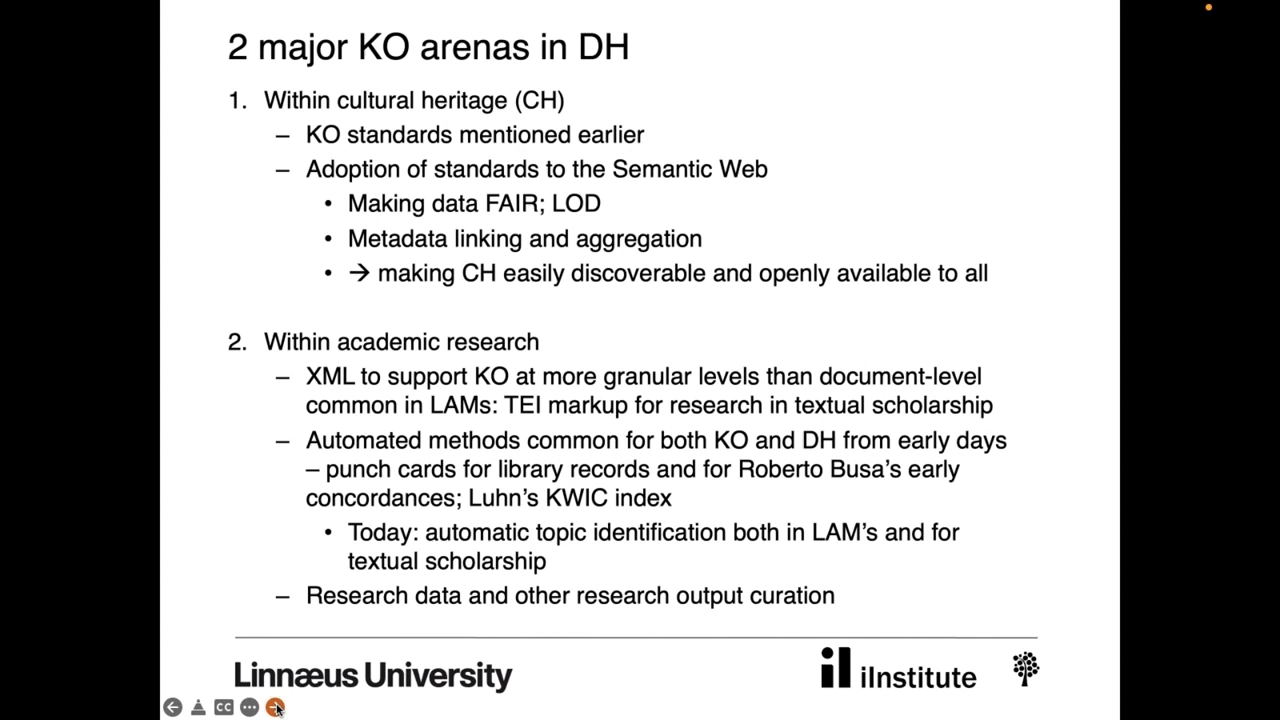 2 major KO arenas in DH
1. Within cultural heritage (CH)
– KO standards mentioned earlier
– Adoption of standards to the Semantic Web
• Making data FAIR; LOD
• Metadata linking and aggregation
• → making CH easily discoverable and openly available to all
2. Within academic research
– XML to support KO at more granular levels than document-level
common in LAMs: TEI markup for research in textual scholarship
– Automated methods common for both KO and DH from early days
– punch cards for library records and for Roberto Busa’s early
concordances; Luhn’s KWIC index
• Today: automatic topic identification both in LAM’s and for
textual scholarship
– Research data and other research output curation
Linnæus University
iI iInstitute
CC